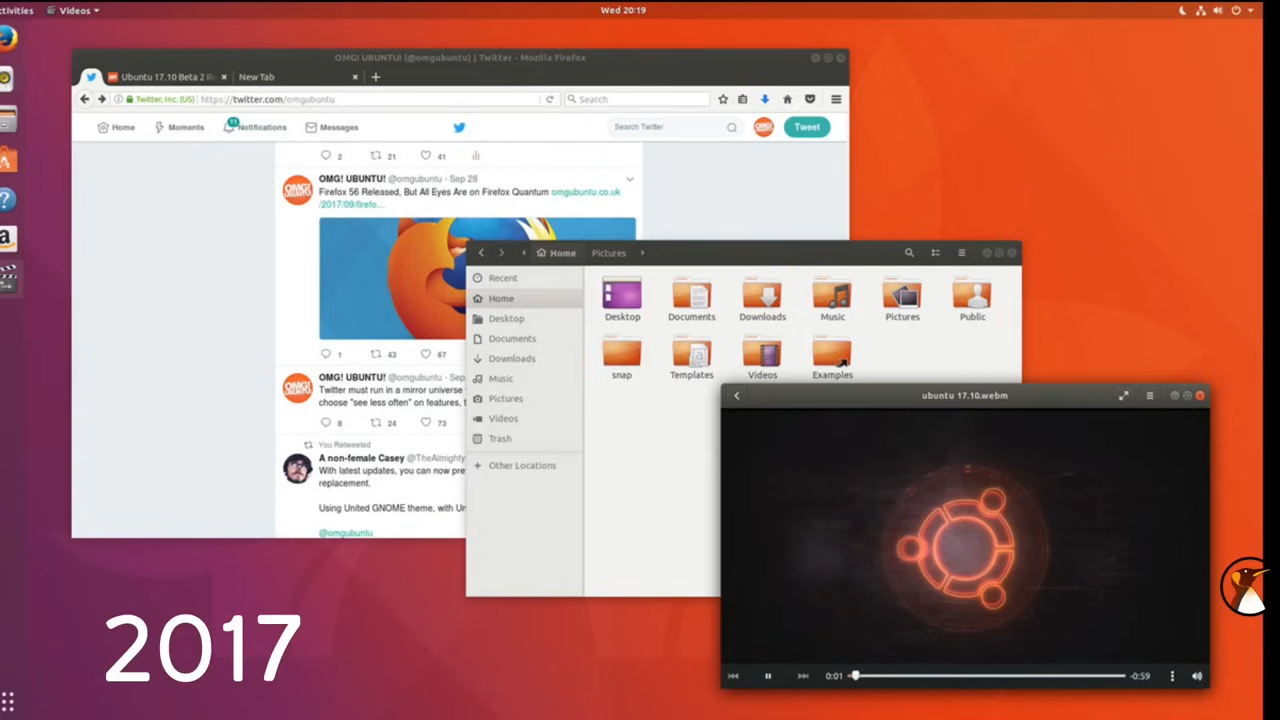 ctivities
Videos
Wed 20:19
OMG! UBUNTU! (@omgubuntu) | Twitter - Mozilla Firefox
Ubuntu 17.10 Beta 2 Re
New Tab
Twitter, Inc. (US)
https://twitter.com/omgubuntu
Search
Home
Moments
11
Notifications
Messages
Search Twitter
OMG! UBUNTU!
Tweet
2 21 41
OMG! UBUNTU! @omgubuntu · Sep 28
Firefox 56 Released, But All Eyes Are on Firefox Quantum omgubuntu.co.uk
/2017/09/firefo…
1 43 67
OMG! UBUNTU! @omgubuntu · Sep
Twitter must run in a mirror universe
choose "see less often" on features,
8 24 73
You Retweeted
A non-female Casey @TheAlmighty
With latest updates, you can now pre
replacement.
Using United GNOME theme, with Un
@omgubuntu
Home
Pictures
Recent
Home
Desktop
Documents
Downloads
Music
Pictures
Videos
Trash
Other Locations
Desktop
Documents
Downloads
Music
Pictures
Public
snap
Templates
Videos
Examples
ubuntu 17.10.webm
0:01
-0:59
2017